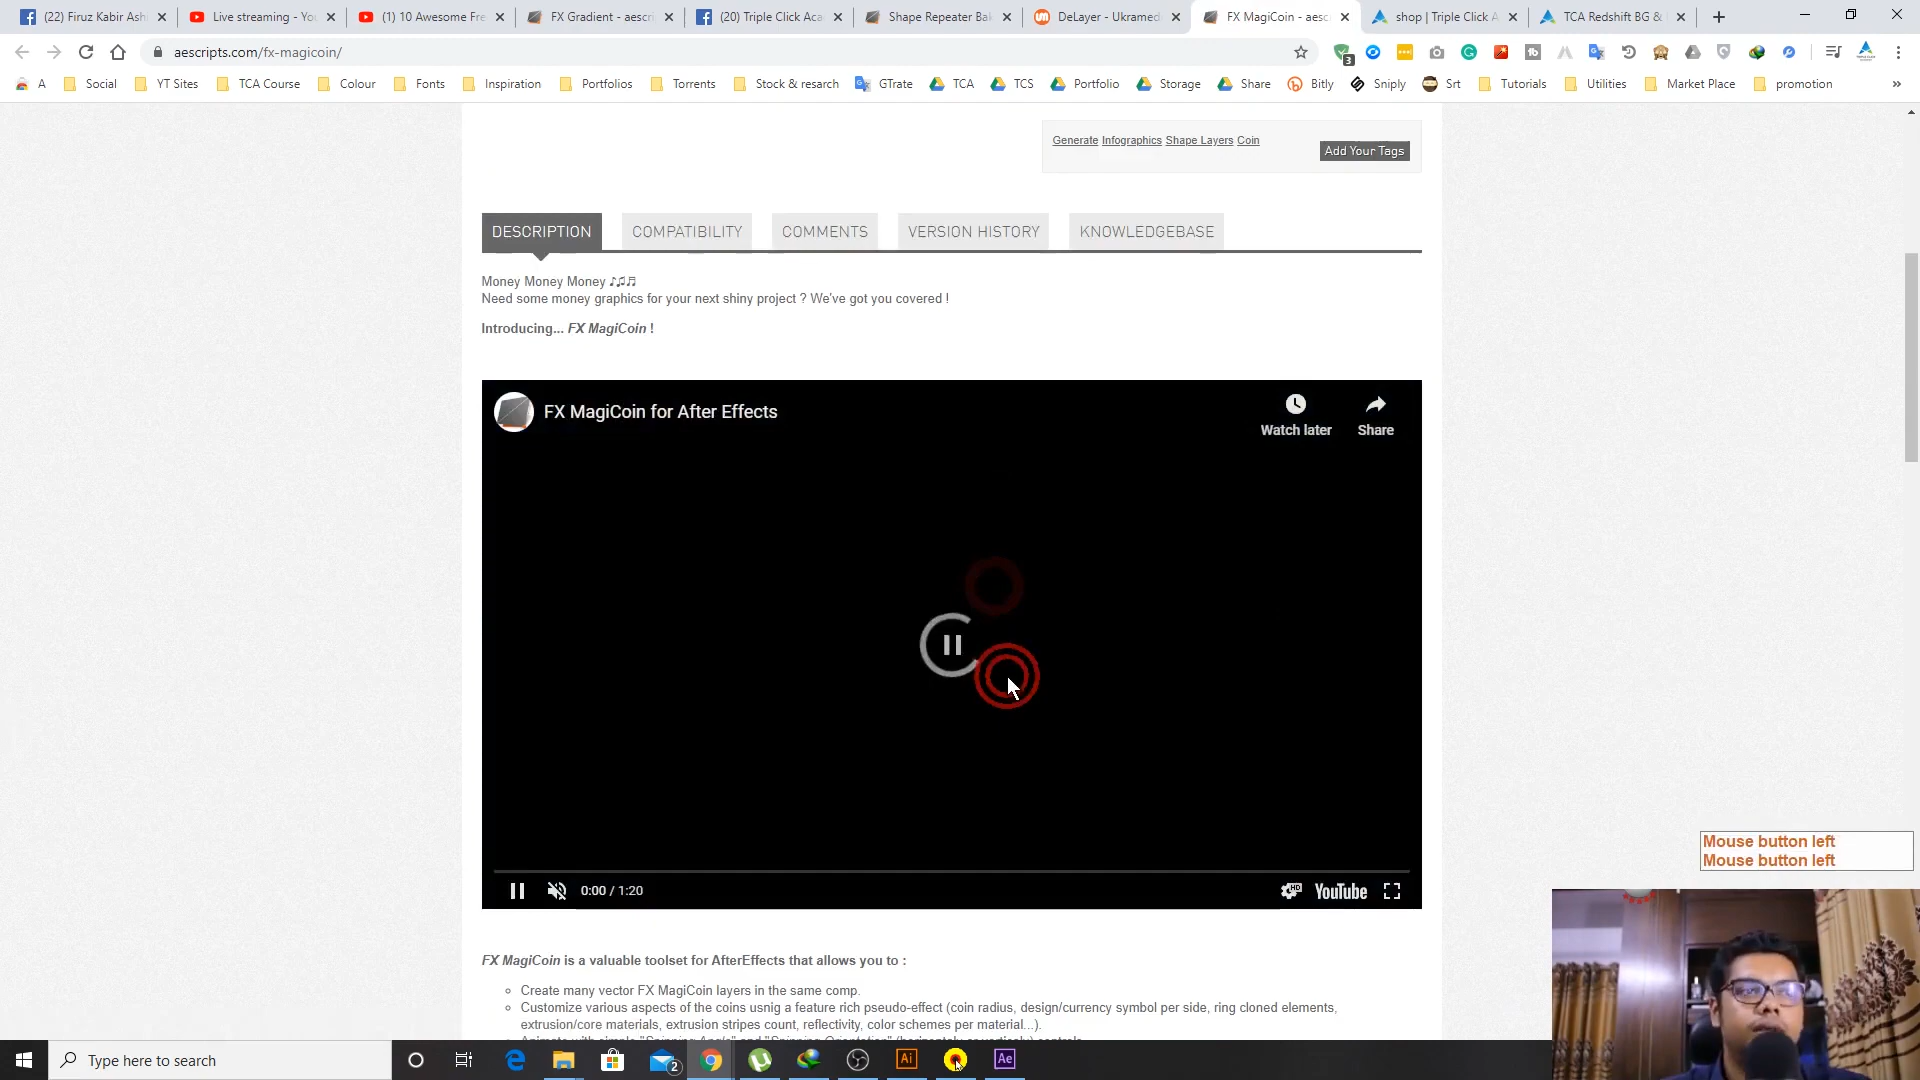 (22) Firuz Kabir Ash
Live streaming - You
(1) 10 Awesome Fre
FX Gradient - aescri
(20) Triple Click Aca
Shape Repeater Bak
DeLayer - Ukramed
FX MagiCoin - aesc
shop | Triple Click A
TCA Redshift BG &
aescripts.com/fx-magicoin/
3
A
Social
YT Sites
TCA Course
Colour
Fonts
Inspiration
Portfolios
Torrents
Stock & resarch
GTrate
TCA
TCS
Portfolio
Storage
Share
Bitly
Sniply
Srt
Tutorials
Utilities
Market Place
promotion
»
Generate Infographics Shape Layers Coin
Add Your Tags
DESCRIPTION
COMPATIBILITY
COMMENTS
VERSION HISTORY
KNOWLEDGEBASE
Money Money Money ♪♫♬
Need some money graphics for your next shiny project ? We've got you covered !
Introducing... FX MagiCoin !
FX MagiCoin for After Effects
Watch later
Share
0:00 / 1:20
HD
YouTube
Mouse button left
Mouse button left
FX MagiCoin is a valuable toolset for AfterEffects that allows you to :
Create many vector FX MagiCoin layers in the same comp.
Customize various aspects of the coins usnig a feature rich pseudo-effect (coin radius, design/currency symbol per side, ring cloned elements,
extrusion/core materials, extrusion stripes count, reflectivity, color schemes per material...).
Type here to search
2
Ai
Ae